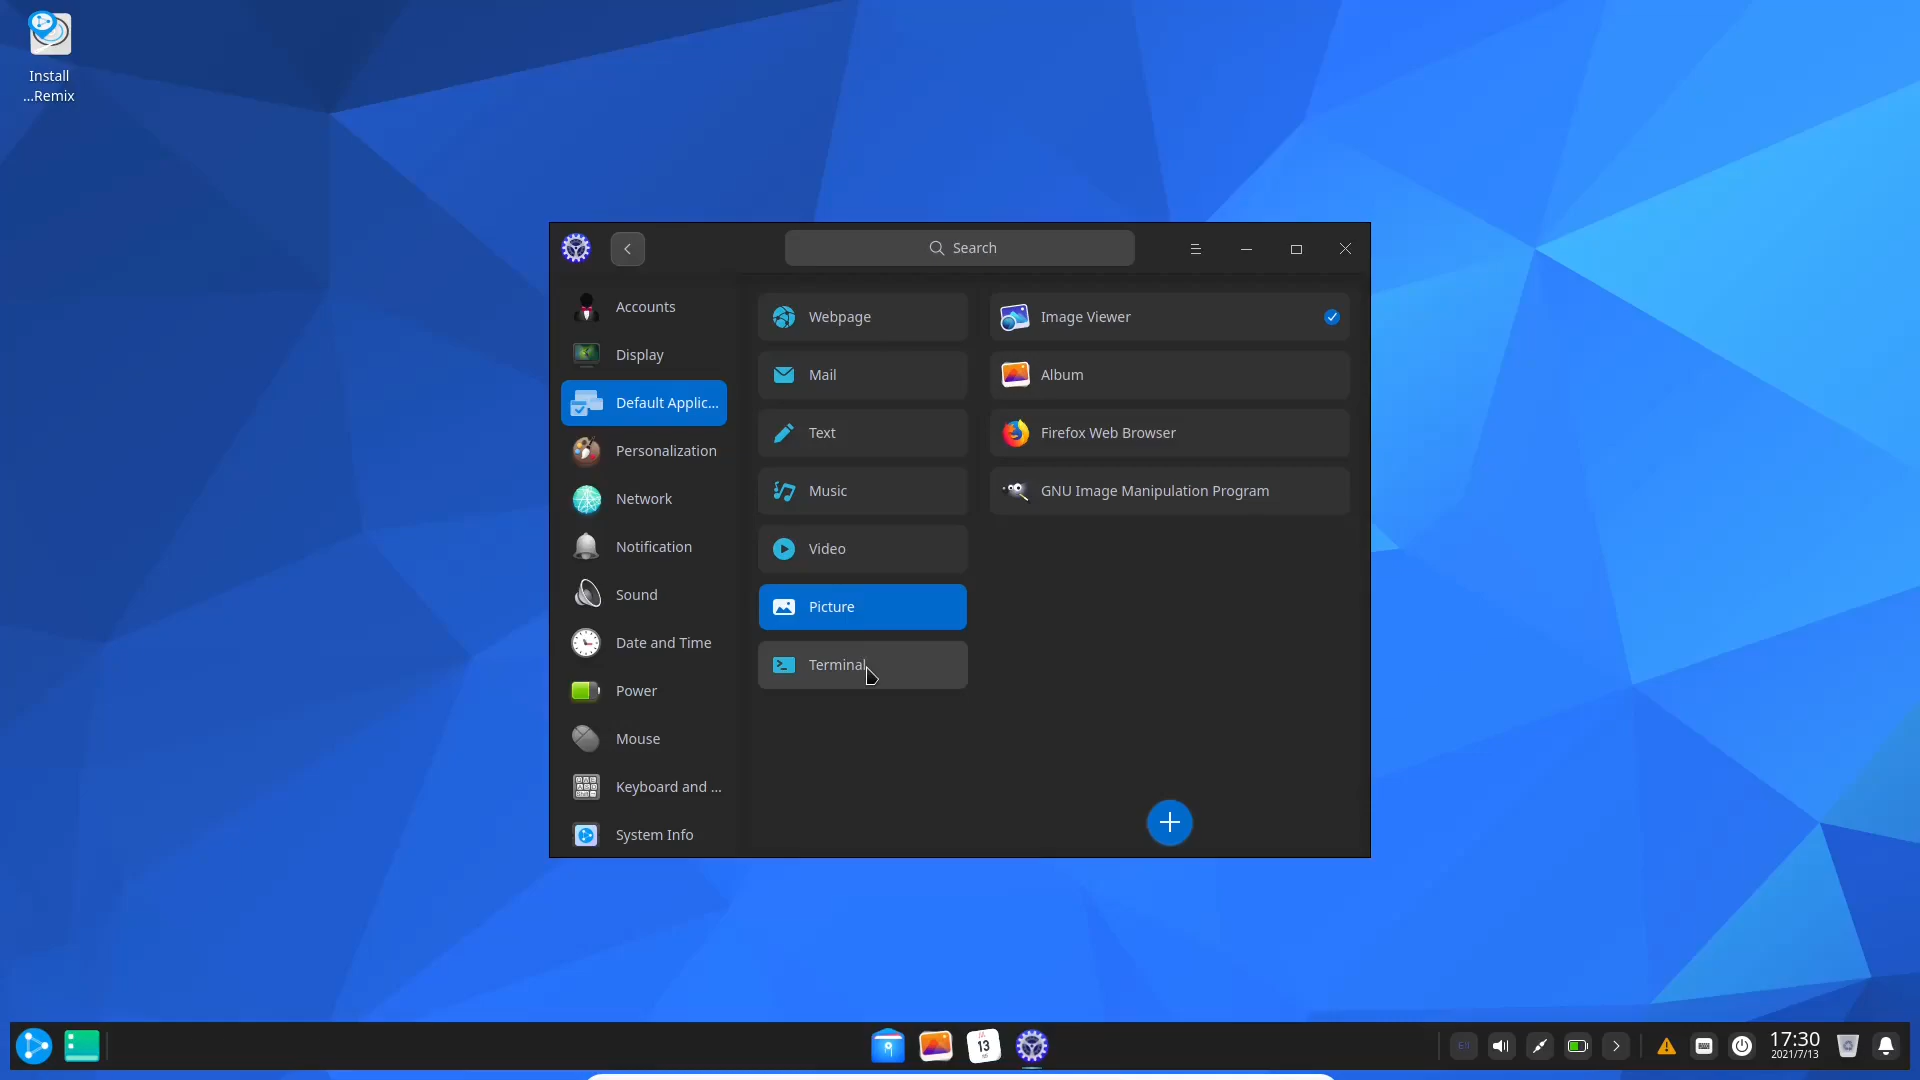 Install
...Remix
Search
Accounts
Display
Default Applic...
Personalization
Network
Notification
Sound
Date and Time
Power
Mouse
Keyboard and ...
System Info
Webpage
Mail
Text
Music
Video
Picture
Terminal
Image Viewer
Album
Firefox Web Browser
GNU Image Manipulation Program
13
17:30
2021/7/13